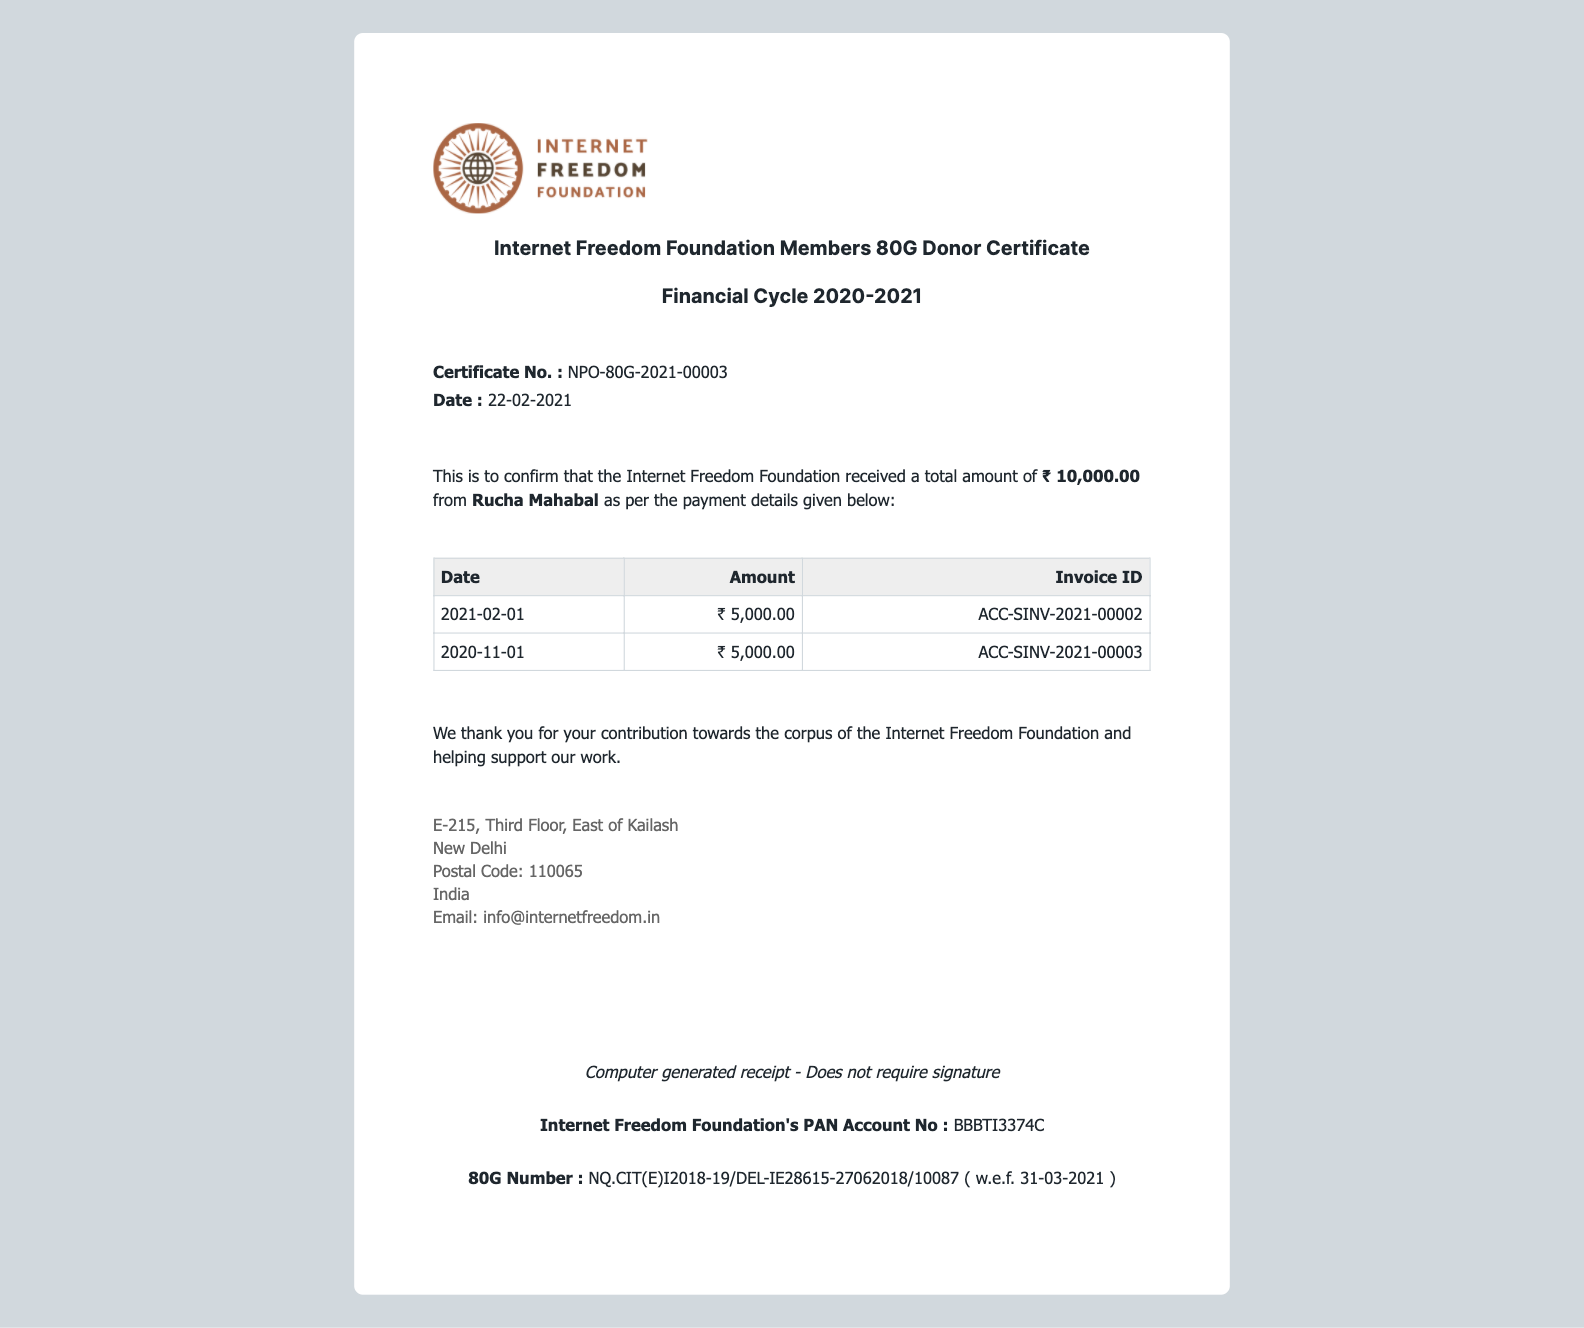 INTERNET
FREEDOM
FOUNDATION
Internet Freedom Foundation Members 80G Donor Certificate
Financial Cycle 2020-2021
Certificate No. : NPO-80G-2021-00003
Date : 22-02-2021
This is to confirm that the Internet Freedom Foundation received a total amount of ₹ 10,000.00
from Rucha Mahabal as per the payment details given below:
Date Amount Invoice ID
2021-02-01 ₹ 5,000.00 ACC-SINV-2021-00002
2020-11-01 ₹ 5,000.00 ACC-SINV-2021-00003
We thank you for your contribution towards the corpus of the Internet Freedom Foundation and
helping support our work.
E-215, Third Floor, East of Kailash
New Delhi
Postal Code: 110065
India
Email: info@internetfreedom.in
Computer generated receipt - Does not require signature
Internet Freedom Foundation's PAN Account No : BBBTI3374C
80G Number : NQ.CIT(E)I2018-19/DEL-IE28615-27062018/10087 ( w.e.f. 31-03-2021 )